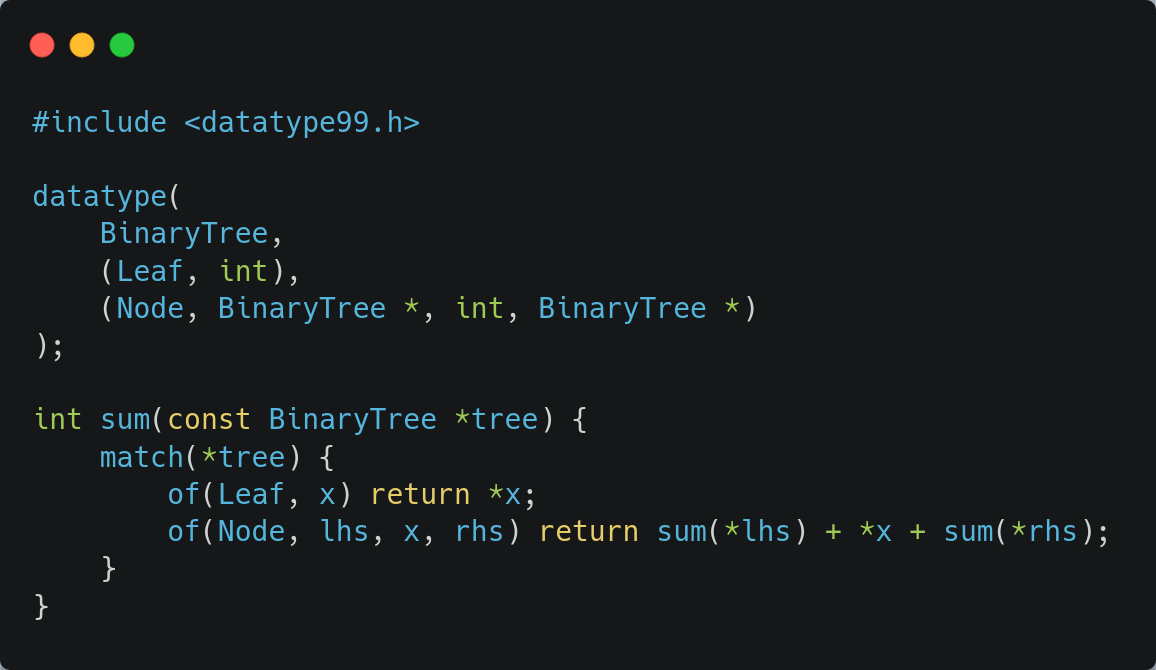 #include <datatype99.h>

datatype(
    BinaryTree,
    (Leaf, int),
    (Node, BinaryTree *, int, BinaryTree *)
);

int sum(const BinaryTree *tree) {
    match(*tree) {
        of(Leaf, x) return *x;
        of(Node, lhs, x, rhs) return sum(*lhs) + *x + sum(*rhs);
    }
}